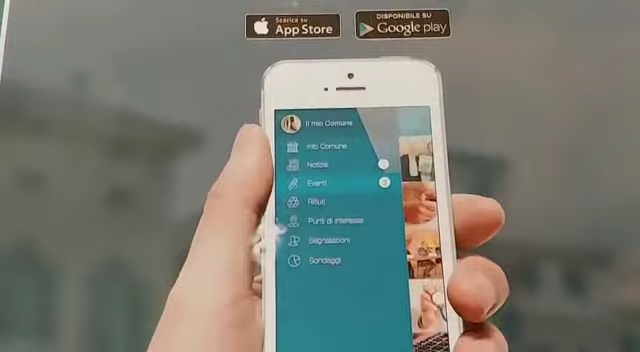 Scarica su
App Store
DISPONIBILE SU
Google play
Il mio Comune
Info Comune
Notizie
Eventi
Rifiuti
Punti di interesse
Segnalazioni
Sondaggi